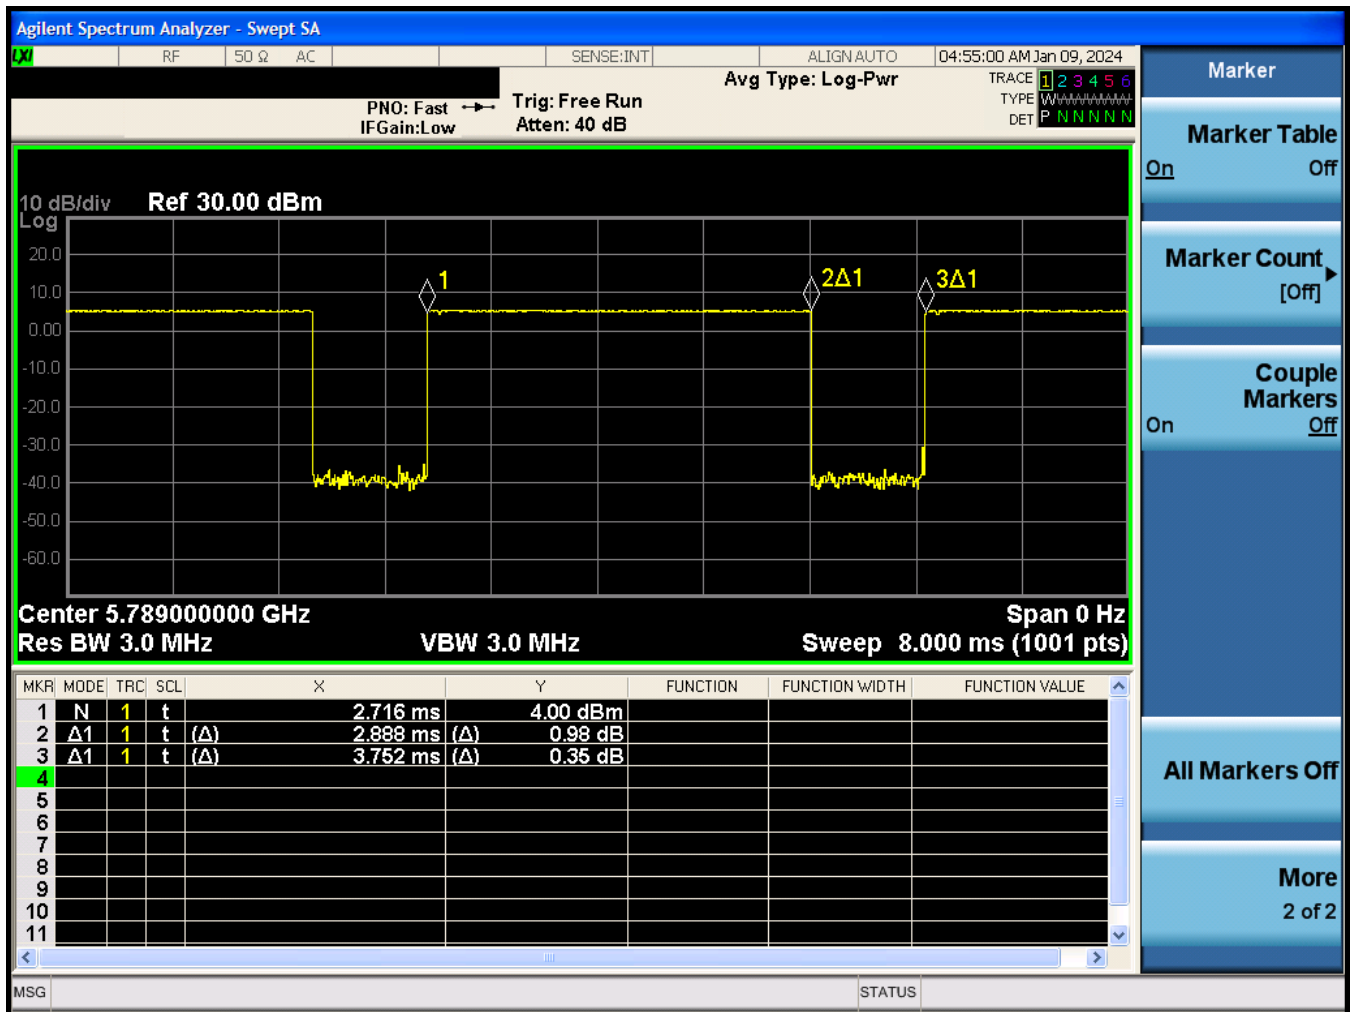 Agilent Spectrum Analyzer - Swept SA
LXI RF 50 Ω AC SENSE:INT ALIGN AUTO 04:55:00 AM Jan 09, 2024
PNO: Fast
IFGain:Low
Trig: Free Run
Atten: 40 dB
Avg Type: Log-Pwr
TRACE 1 2 3 4 5 6
TYPE W
DET P N N N N N
10 dB/div Ref 30.00 dBm
Log
20.0
10.0
0.00
-10.0
-20.0
-30.0
-40.0
-50.0
-60.0
1
2Δ1
3Δ1
Center 5.789000000 GHz Span 0 Hz
Res BW 3.0 MHz VBW 3.0 MHz Sweep 8.000 ms (1001 pts)
MKR MODE TRC SCL X Y FUNCTION FUNCTION WIDTH FUNCTION VALUE
1 N 1 t 2.716 ms 4.00 dBm
2 Δ1 1 t (Δ) 2.888 ms (Δ) 0.98 dB
3 Δ1 1 t (Δ) 3.752 ms (Δ) 0.35 dB
4
5
6
7
8
9
10
11
MSG STATUS
Marker
Marker Table
On Off
Marker Count
[Off]
Couple
Markers
On Off
All Markers Off
More
2 of 2